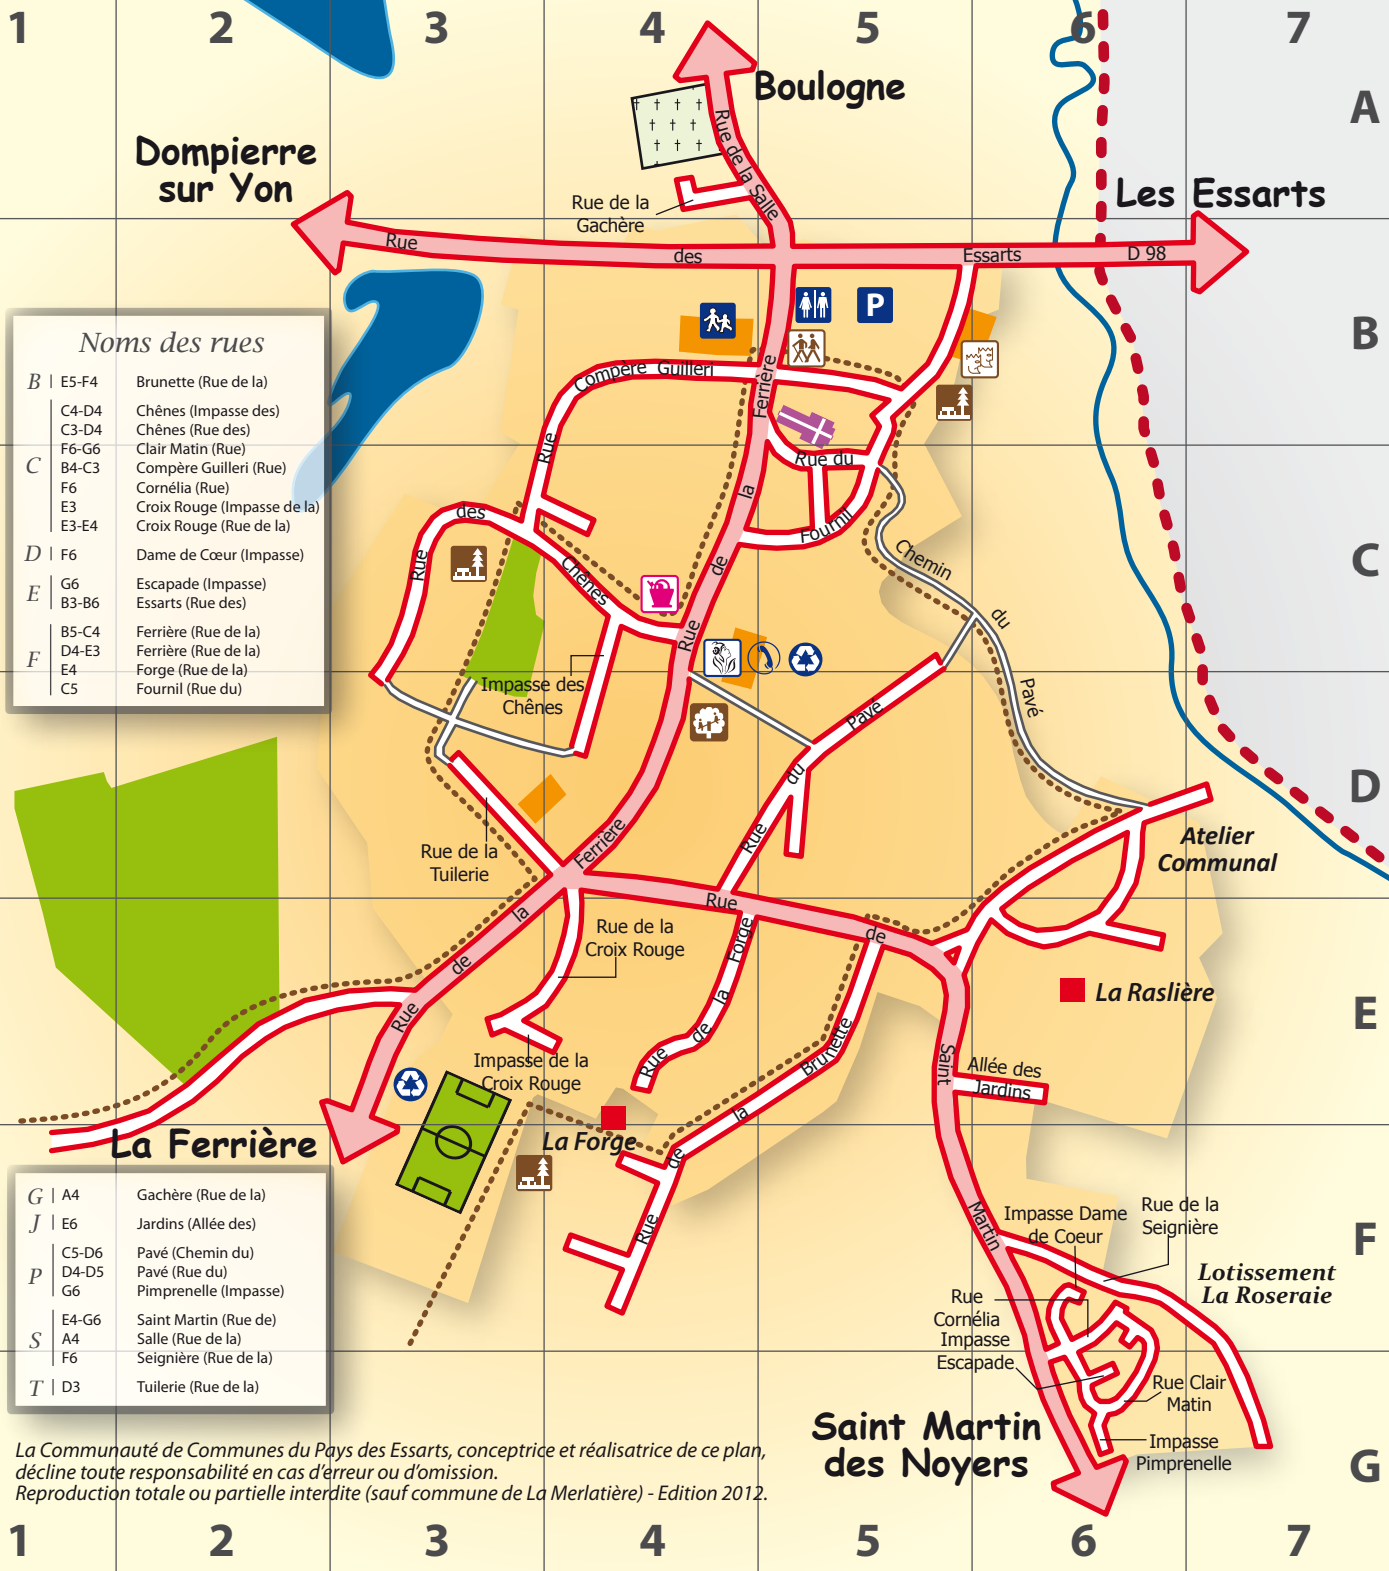 1 2 3 4 5 6 7
Boulogne
A
Dompierre
sur Yon
Rue de la Salle
Les Essarts
Rue de la
Gachère
Rue
des
Essarts
D 98
P
B
Noms des rues
B E5-F4 Brunette (Rue de la)
C4-D4 Chênes (Impasse des)
C3-D4 Chênes (Rue des)
F6-G6 Clair Matin (Rue)
C B4-C3 Compère Guilleri (Rue)
F6 Cornélia (Rue)
E3 Croix Rouge (Impasse de la)
E3-E4 Croix Rouge (Rue de la)
D F6 Dame de Cœur (Impasse)
G6 Escapade (Impasse)
E B3-B6 Essarts (Rue des)
B5-C4 Ferrière (Rue de la)
D4-E3 Ferrière (Rue de la)
F E4 Forge (Rue de la)
C5 Fournil (Rue du)
Rue Compère Guilleri
Rue de la Ferrière
Rue du
Fournil
Rue des Chênes
Chemin du Pavé
C
Impasse des
Chênes
Rue du Pavé
D
Rue de la
Tuilerie
Atelier
Communal
Rue de la Ferrière
Rue de Saint Martin
Rue de la
Croix Rouge
Rue de la Forge
Rue de la Brunette
La Raslière
E
Impasse de la
Croix Rouge
Allée des
Jardins
La Forge
La Ferrière
G A4 Gachère (Rue de la)
J E6 Jardins (Allée des)
C5-D6 Pavé (Chemin du)
P D4-D5 Pavé (Rue du)
G6 Pimprenelle (Impasse)
E4-G6 Saint Martin (Rue de)
S A4 Salle (Rue de la)
F6 Seignière (Rue de la)
T D3 Tuilerie (Rue de la)
Impasse Dame
de Coeur
Rue de la
Seignière
F
Lotissement
La Roseraie
Rue
Cornélia
Impasse
Escapade
Rue Clair
Matin
Impasse
Pimprenelle
Saint Martin
des Noyers
G
La Communauté de Communes du Pays des Essarts, conceptrice et réalisatrice de ce plan,
décline toute responsabilité en cas d'erreur ou d'omission.
Reproduction totale ou partielle interdite (sauf commune de La Merlatière) - Edition 2012.
1 2 3 4 5 6 7